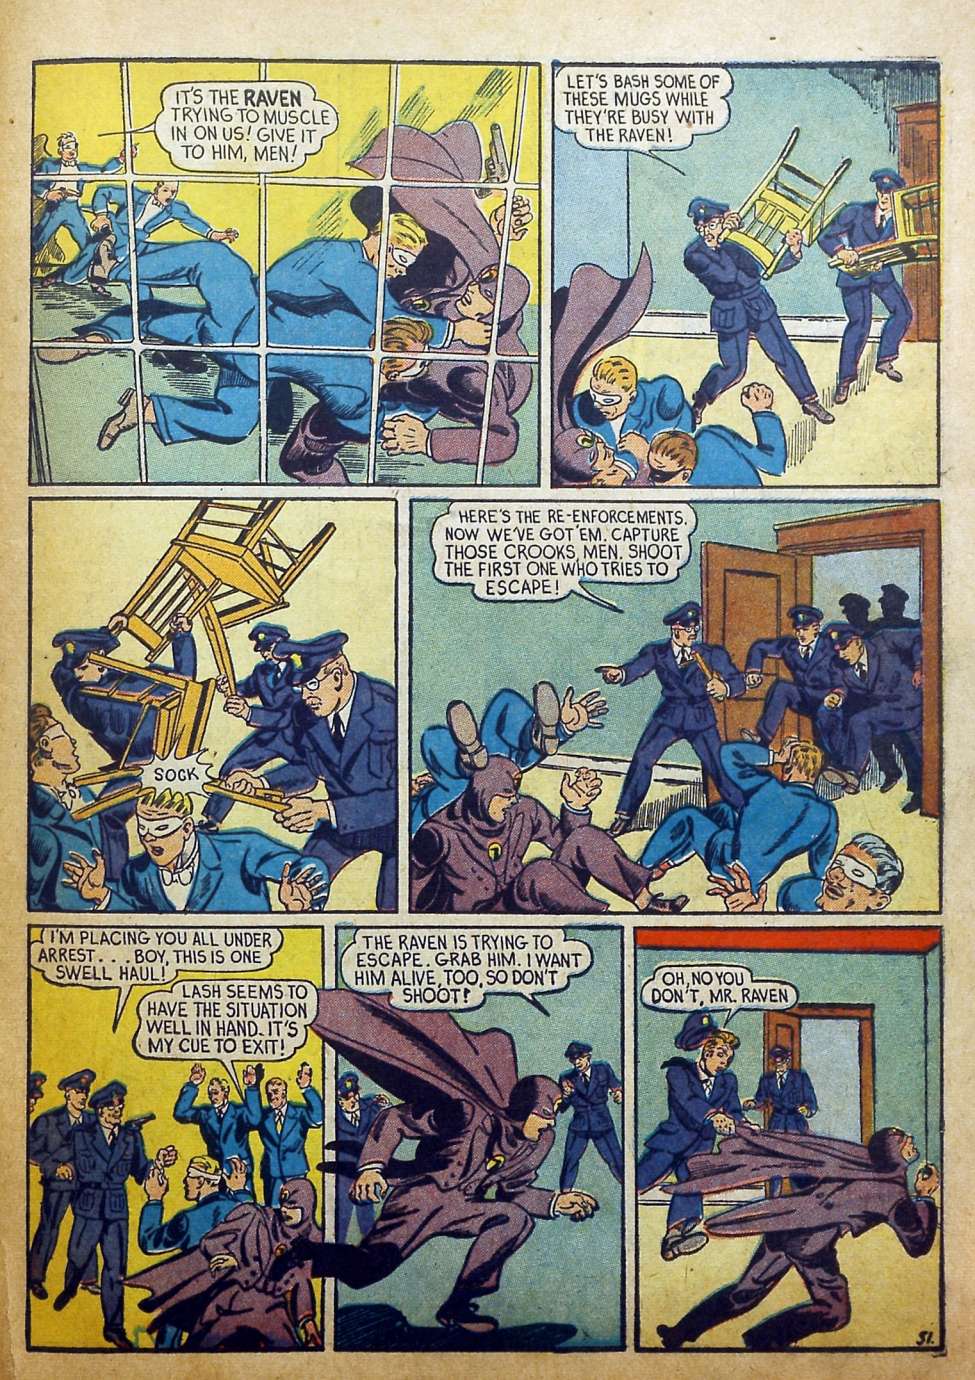 IT'S THE RAVEN
TRYING TO MUSCLE
IN ON US! GIVE IT
TO HIM, MEN!
LET'S BASH SOME OF
THESE MUGS WHILE
THEY'RE BUSY WITH
THE RAVEN!
SOCK
HERE'S THE RE-ENFORCEMENTS.
NOW WE'VE GOT 'EM. CAPTURE
THOSE CROOKS, MEN. SHOOT
THE FIRST ONE WHO TRIES TO
ESCAPE!
I'M PLACING YOU ALL UNDER
ARREST... BOY, THIS IS ONE
SWELL HAUL!
LASH SEEMS TO
HAVE THE SITUATION
WELL IN HAND. IT'S
MY CUE TO EXIT!
THE RAVEN IS TRYING TO
ESCAPE. GRAB HIM. I WANT
HIM ALIVE, TOO, SO DON'T
SHOOT!
OH, NO YOU
DON'T, MR. RAVEN
51.